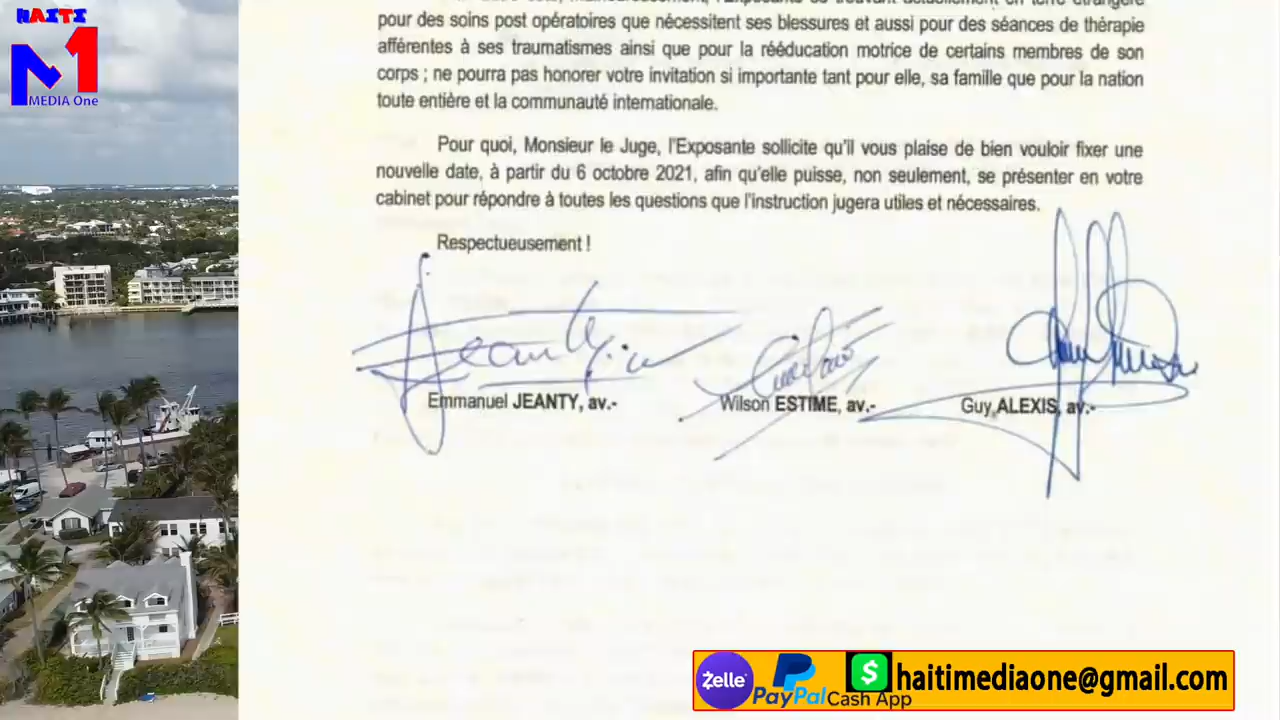 HAITI
M1
MEDIA One
pour des soins post opératoires que nécessitent ses blessures et aussi pour des séances de thérapie
afférentes à ses traumatismes ainsi que pour la rééducation motrice de certains membres de son
corps ; ne pourra pas honorer votre invitation si importante tant pour elle, sa famille que pour la nation
toute entière et la communauté internationale.
Pour quoi, Monsieur le Juge, l'Exposante sollicite qu'il vous plaise de bien vouloir fixer une
nouvelle date, à partir du 6 octobre 2021, afin qu'elle puisse, non seulement, se présenter en votre
cabinet pour répondre à toutes les questions que l'instruction jugera utiles et nécessaires.
Respectueusement !
Emmanuel JEANTY, av.-
Wilson ESTIME, av.-
Guy ALEXIS, av.-
Zelle
PayPal
$
Cash App
haitimediaone@gmail.com